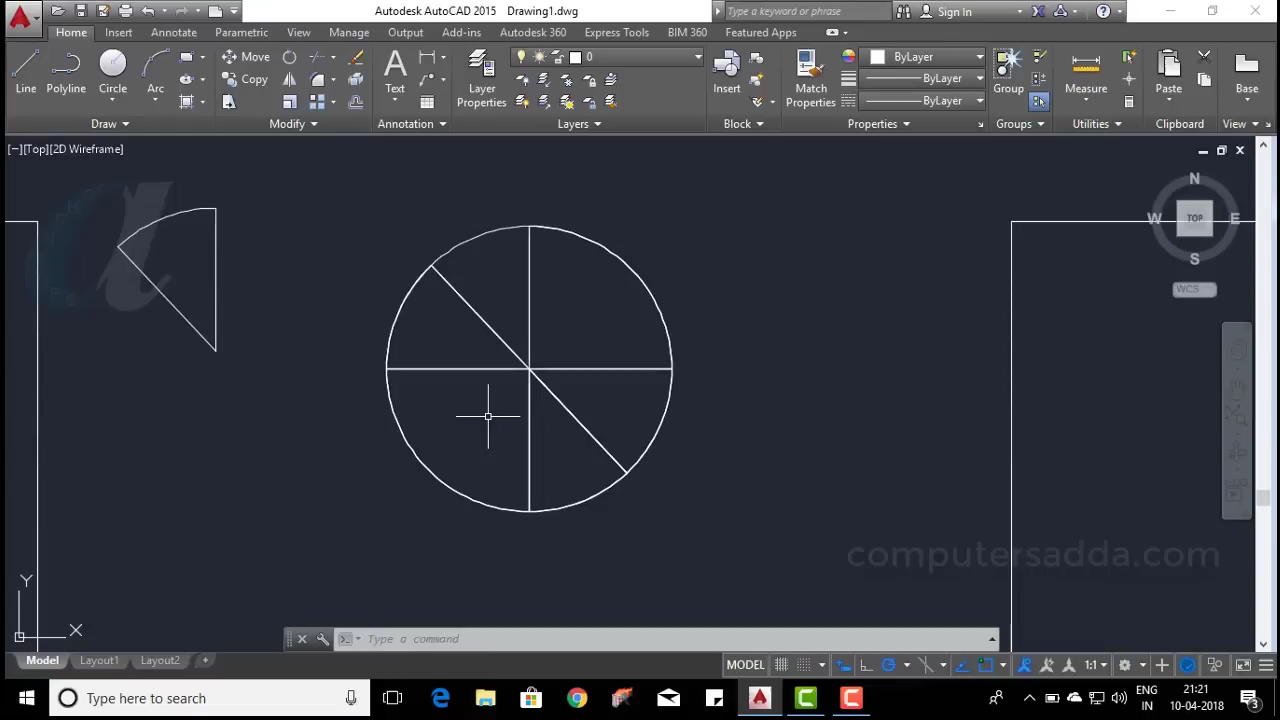 Autodesk AutoCAD 2015 Drawing1.dwg
Type a keyword or phrase
Sign In
Home Insert Annotate Parametric View Manage Output Add-ins Autodesk 360 Express Tools BIM 360 Featured Apps
Line Polyline Circle Arc
Move
Copy
Text
Layer Properties
0
Insert
Match Properties
ByLayer
ByLayer
ByLayer
Group
Measure
Paste
Base
Draw Modify Annotation Layers Block Properties Groups Utilities Clipboard View
[−][Top][2D Wireframe]
N
W TOP E
S
WCS
computersadda.com
Y
X
Type a command
Model Layout1 Layout2 +
MODEL 1:1
Type here to search
ENG
IN
21:21
10-04-2018
3